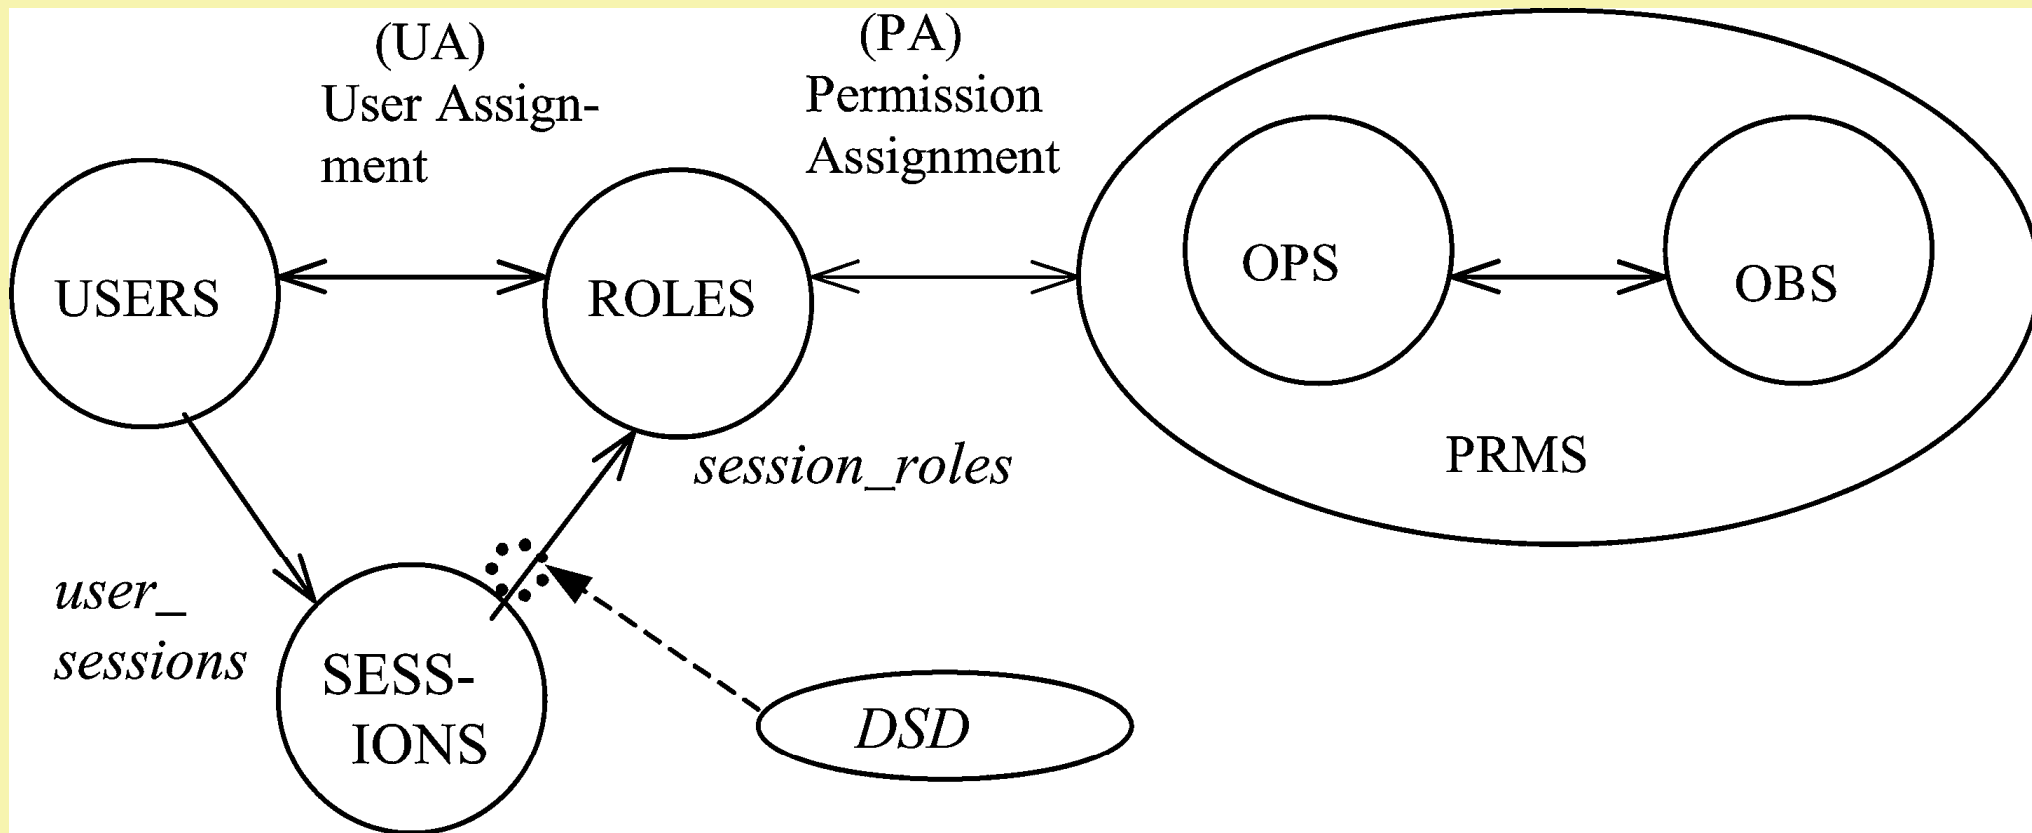 (UA)
User Assign-
ment
(PA)
Permission
Assignment
USERS
ROLES
OPS
OBS
PRMS
session_roles
user_
sessions
SESS-
IONS
DSD